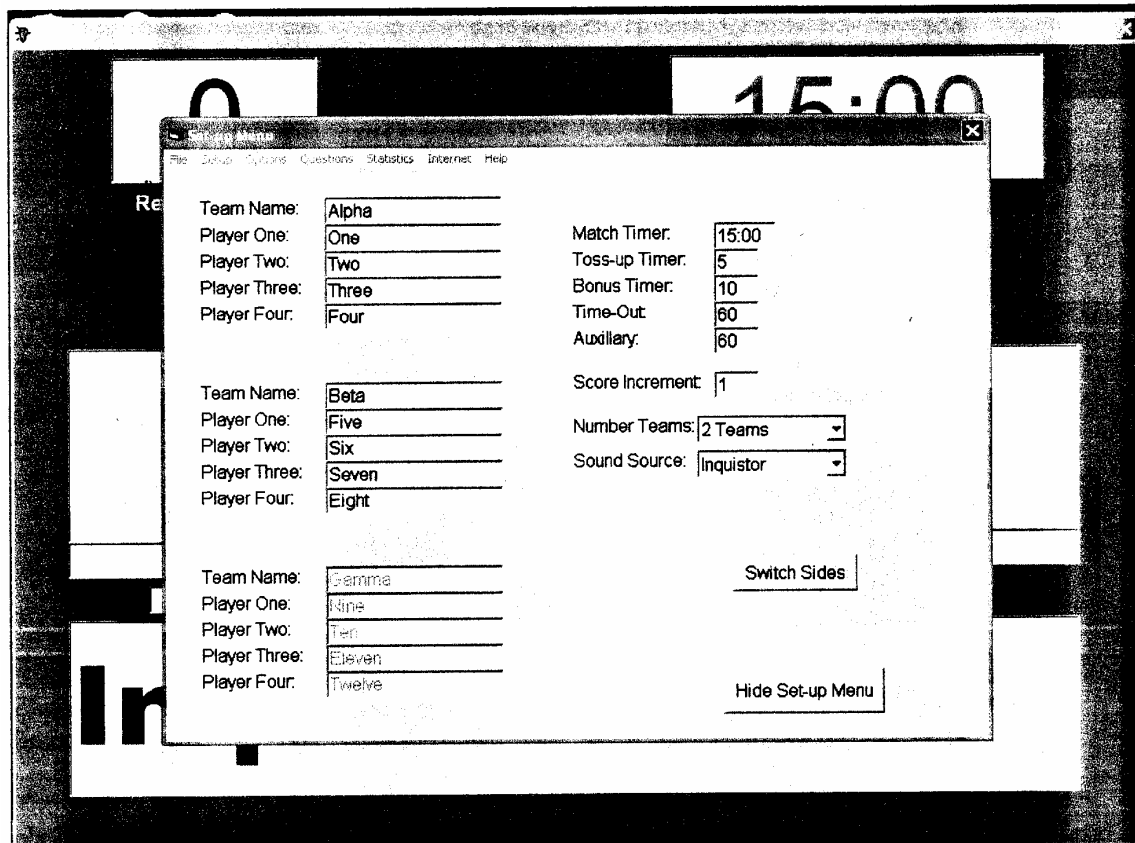 15:00
Set-up Menu
File Setup Options Questions Statistics Internet Help
Re
Team Name: Alpha
Player One: One
Player Two: Two
Player Three: Three
Player Four: Four
Match Timer: 15:00
Toss-up Timer: 5
Bonus Timer: 10
Time-Out: 60
Auxillary: 60
Score Increment: 1
Number Teams: 2 Teams
Sound Source: Inquistor
Team Name: Beta
Player One: Five
Player Two: Six
Player Three: Seven
Player Four: Eight
Team Name: Gamma
Player One: Nine
Player Two: Ten
Player Three: Eleven
Player Four: Twelve
Switch Sides
Hide Set-up Menu